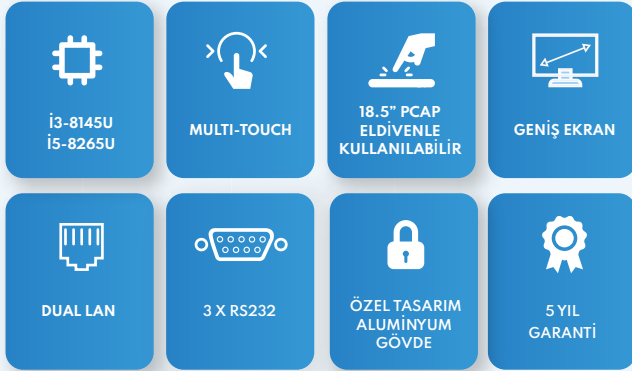 İ3-8145U
İ5-8265U
MULTI-TOUCH
18.5” PCAP
ELDİVENLE
KULLANILABİLİR
GENİŞ EKRAN
DUAL LAN
3 X RS232
ÖZEL TASARIM
ALUMİNYUM
GÖVDE
5 YIL
GARANTİ